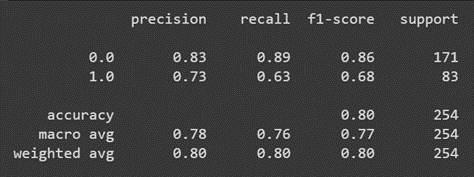 precision recall f1-score support
0.0 0.83 0.89 0.86 171
1.0 0.73 0.63 0.68 83
accuracy 0.80 254
macro avg 0.78 0.76 0.77 254
weighted avg 0.80 0.80 0.80 254